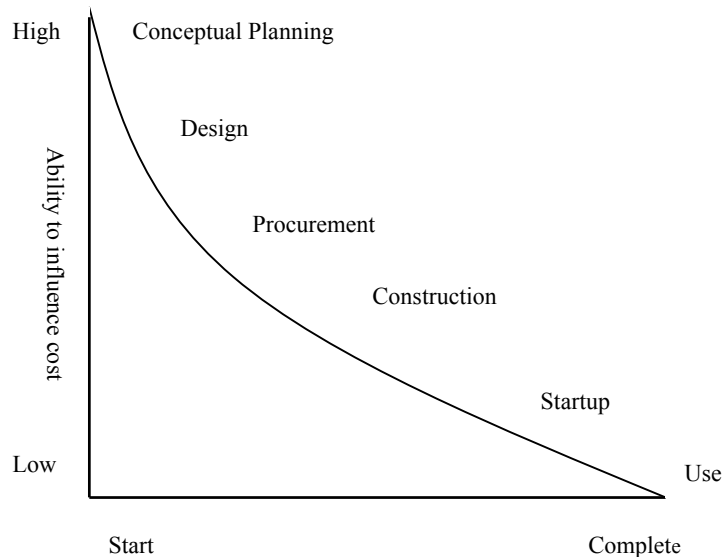 High
Conceptual Planning
Design
Ability to influence cost
Procurement
Construction
Startup
Low
Use
Start
Complete